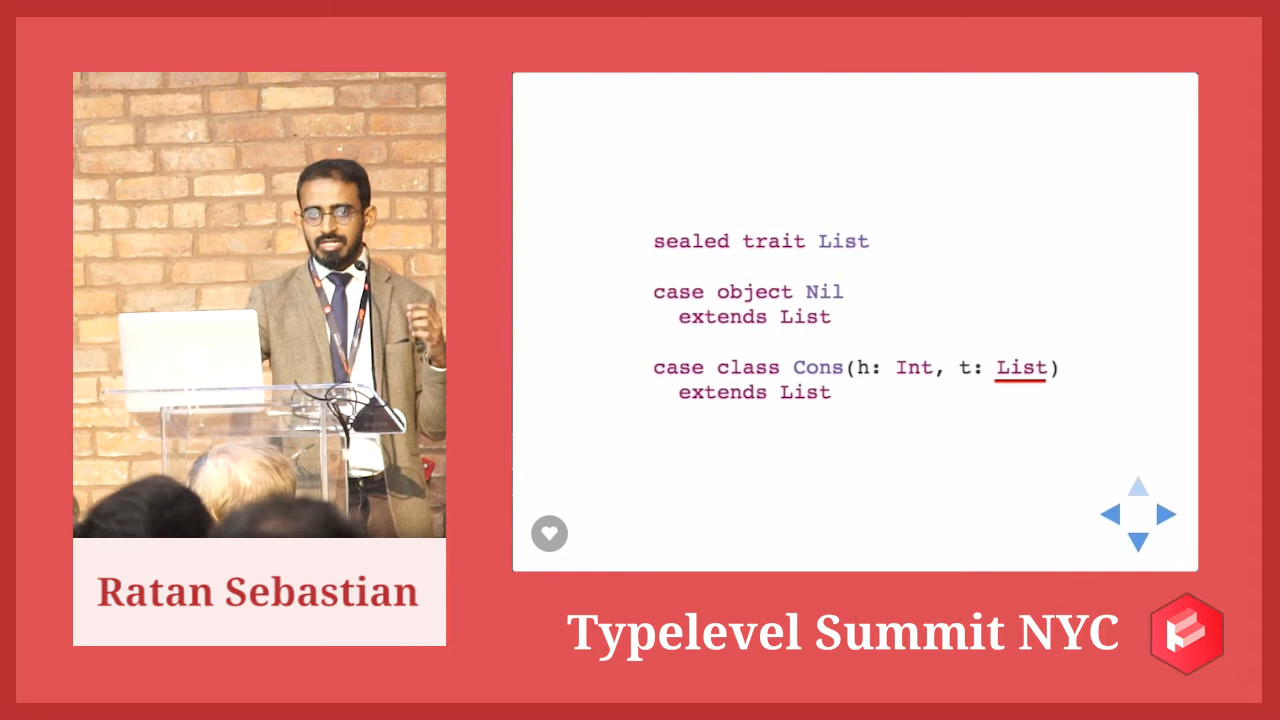 sealed trait List
case object Nil
extends List
case class Cons(h: Int, t: List)
extends List
Ratan Sebastian
Typelevel Summit NYC